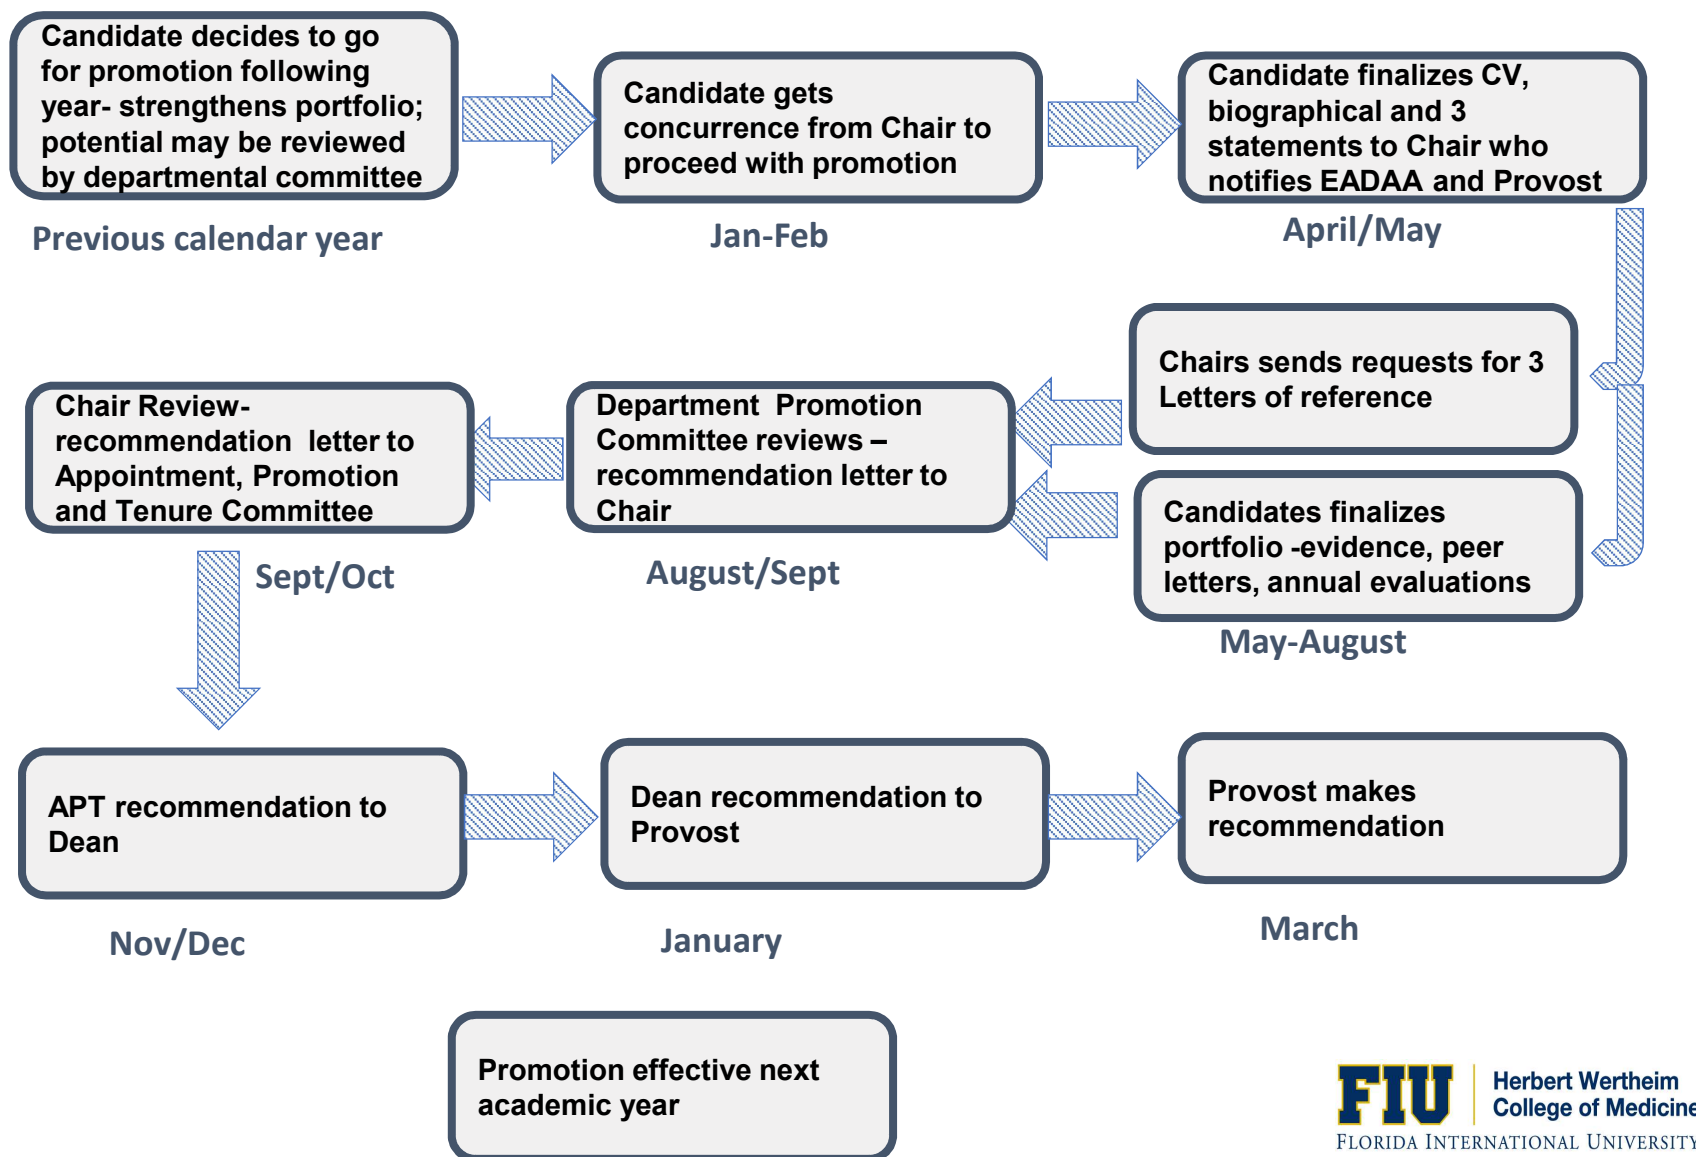 Candidate decides to go
for promotion following
year- strengthens portfolio;
potential may be reviewed
by departmental committee
Previous calendar year
Candidate gets
concurrence from Chair to
proceed with promotion
Jan-Feb
Candidate finalizes CV,
biographical and 3
statements to Chair who
notifies EADAA and Provost
April/May
Chairs sends requests for 3
Letters of reference
Candidates finalizes
portfolio -evidence, peer
letters, annual evaluations
May-August
Department Promotion
Committee reviews –
recommendation letter to
Chair
August/Sept
Chair Review-
recommendation letter to
Appointment, Promotion
and Tenure Committee
Sept/Oct
APT recommendation to
Dean
Nov/Dec
Dean recommendation to
Provost
January
Provost makes
recommendation
March
Promotion effective next
academic year
FIU
Herbert Wertheim
College of Medicine
FLORIDA INTERNATIONAL UNIVERSITY